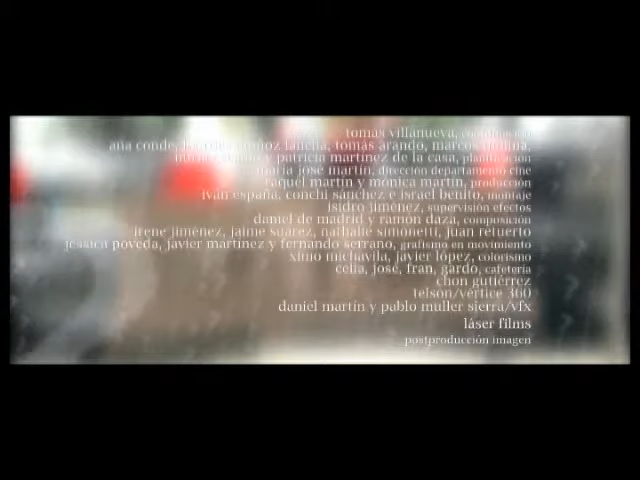 tomás villanueva,
ana conde, tomás arando, marcos
y patricia martínez de la casa, planificación
maría josé martín, dirección departamento cine
raquel martín y mónica martín, producción
iván españa, conchi sánchez e israel benito, montaje
isidro jiménez, supervisión efectos
daniel de madrid y ramón daza, composición
irene jiménez, jaime suárez, nathalie simonetti, juan retuerto
jessica poveda, javier martínez y fernando serrano, grafismo en movimiento
ximo michavila, javier lópez, colorismo
celia, josé, fran, gardo, cafetería
chon gutiérrez
telson/vértice 360
daniel martín y pablo muller sierra/vfx
láser films
postproducción imagen